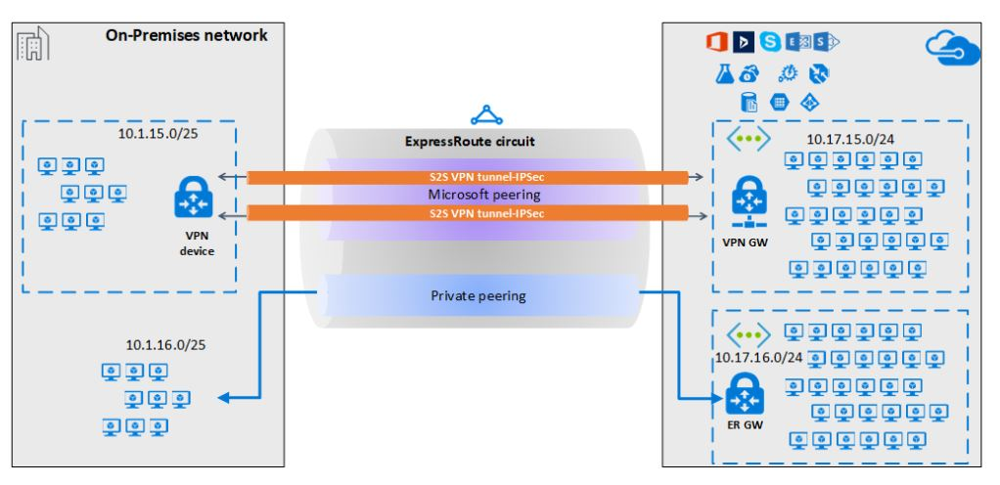 On-Premises network
10.1.15.0/25
VPN
device
10.1.16.0/25
ExpressRoute circuit
S2S VPN tunnel-IPSec
Microsoft peering
S2S VPN tunnel-IPSec
Private peering
E
S
10.17.15.0/24
VPN GW
10.17.16.0/24
ER GW